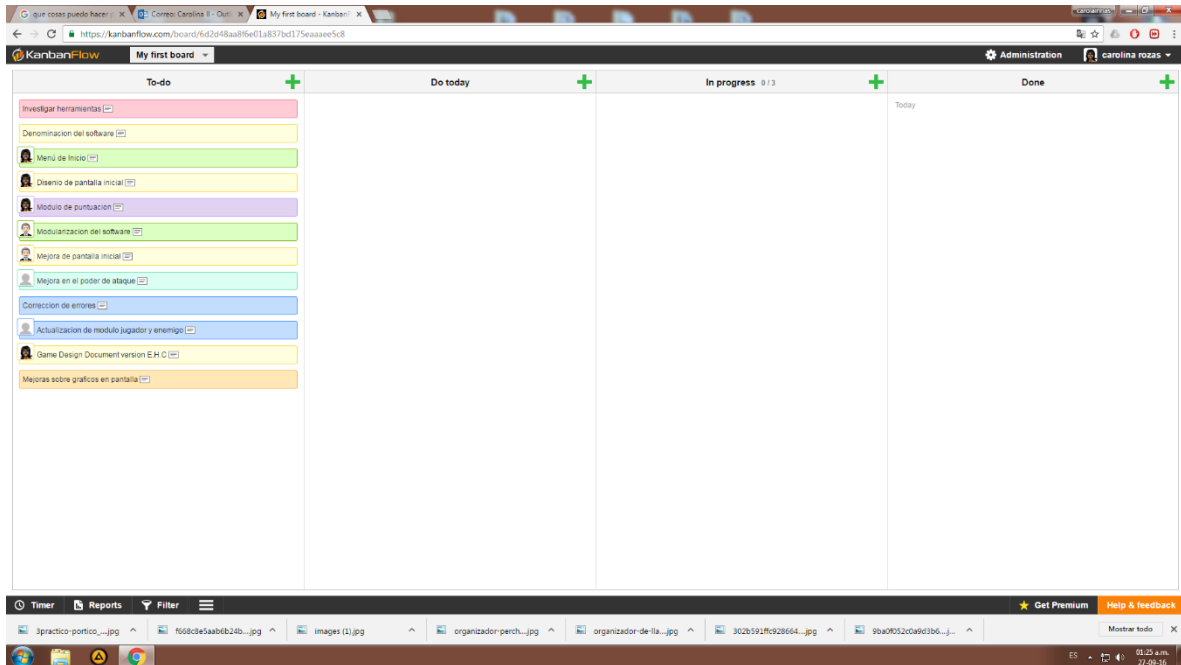 que cosas puedo hacer
Correo: Carolina II - Outl
My first board - Kanban
https://kanbanflow.com/board/6d2d48aa8f6e01a837bd175eaaaee5c8
KanbanFlow
My first board
Administration
carolina rozas
To-do
Do today
In progress 0 / 3
Done
Investigar herramientas
Denominacion del software
Menú de Inicio
Disenio de pantalla inicial
Modulo de puntuacion
Modularizacion del software
Mejora de pantalla inicial
Mejora en el poder de ataque
Correccion de errores
Actualizacion de modulo jugador y enemigo
Game Design Document version E.H.C
Mejoras sobre graficos en pantalla
Today
Timer
Reports
Filter
Get Premium
Help & feedback
3practico-portico_...jpg
f668c8e5aab6b24b...jpg
images (1).jpg
organizador-perch...jpg
organizador-de-lla...jpg
302b591ffc928664...jpg
9ba0f052c0a9d3b6...j...
Mostrar todo
ES
01:25 a.m.
27-09-16